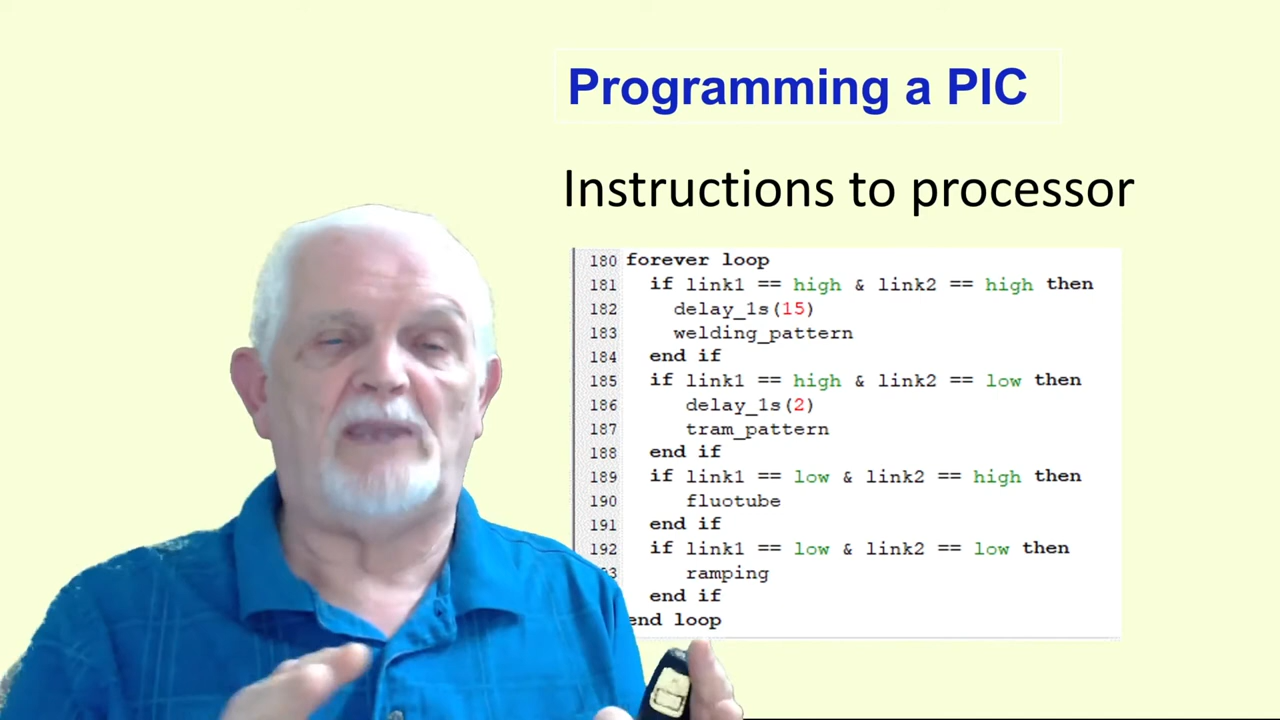 Programming a PIC
Instructions to processor
180 forever loop
181 if link1 == high & link2 == high then
182 delay_1s(15)
183 welding_pattern
184 end if
185 if link1 == high & link2 == low then
186 delay_1s(2)
187 tram_pattern
188 end if
189 if link1 == low & link2 == high then
190 fluotube
191 end if
192 if link1 == low & link2 == low then
3 ramping
end if
end loop